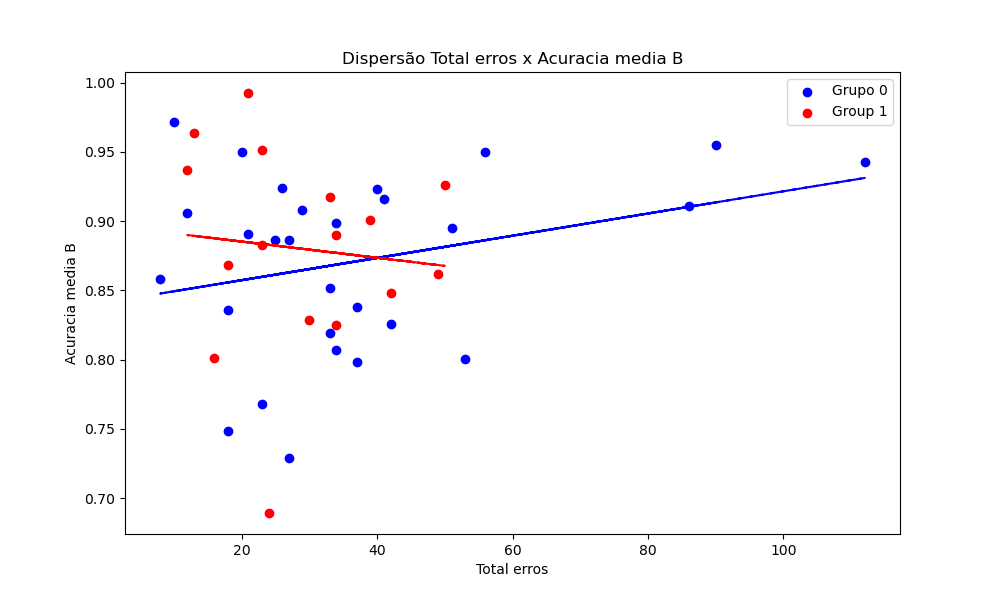 Dispersão Total erros x Acuracia media B
Grupo 0
Group 1
Acuracia media B
1.00
0.95
0.90
0.85
0.80
0.75
0.70
20 40 60 80 100
Total erros